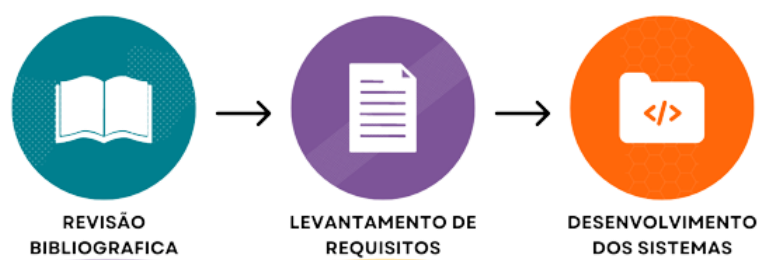 </>
REVISÃO
BIBLIOGRAFICA
LEVANTAMENTO DE
REQUISITOS
DESENVOLVIMENTO
DOS SISTEMAS